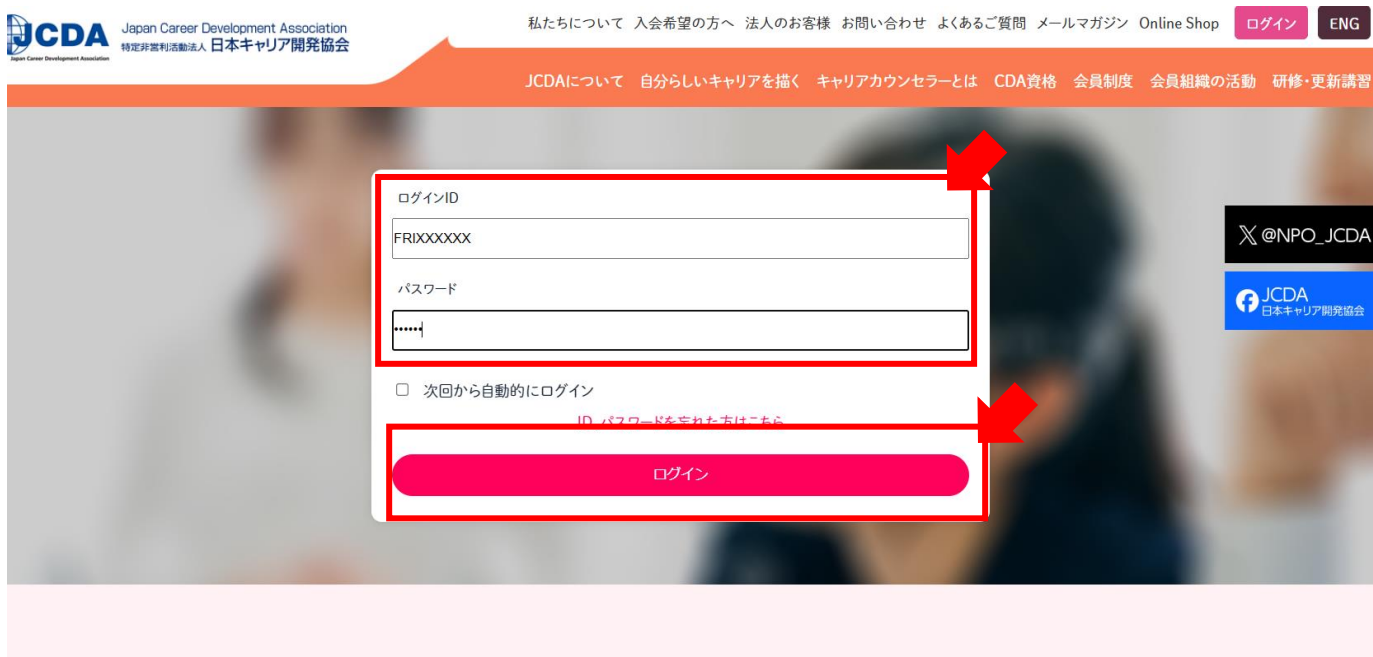 JCDA
Japan Career Development Association
Japan Career Development Association
特定非営利活動法人 日本キャリア開発協会
私たちについて 入会希望の方へ 法人のお客様 お問い合わせ よくあるご質問 メールマガジン Online Shop ログイン ENG
JCDAについて 自分らしいキャリアを描く キャリアカウンセラーとは CDA資格 会員制度 会員組織の活動 研修・更新講習
ログインID
FRIXXXXXX
パスワード
••••••
@NPO_JCDA
JCDA
日本キャリア開発協会
次回から自動的にログイン
ID、パスワードを忘れた方はこちら
ログイン